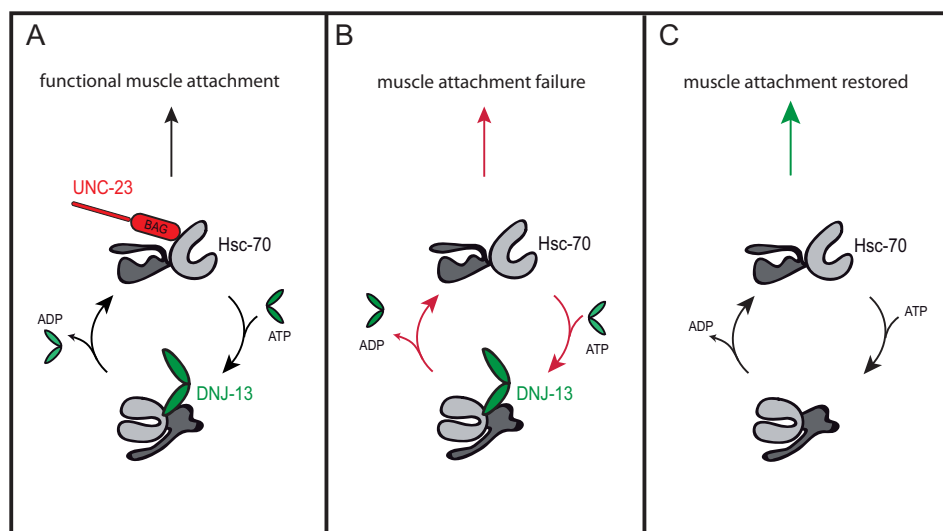 A
functional muscle attachment
UNC-23
BAG
Hsc-70
ADP
ATP
DNJ-13
B
muscle attachment failure
Hsc-70
ADP
ATP
DNJ-13
C
muscle attachment restored
Hsc-70
ADP
ATP